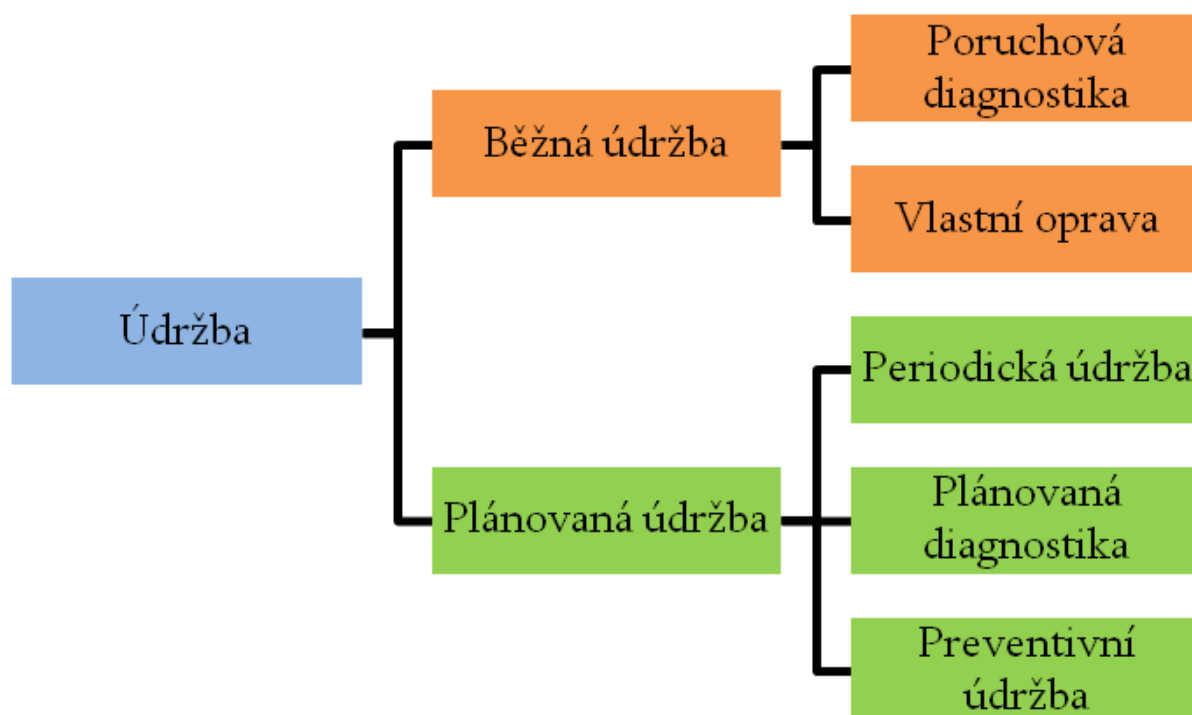 Údržba
Běžná údržba
Poruchová
diagnostika
Vlastní oprava
Plánovaná údržba
Periodická údržba
Plánovaná
diagnostika
Preventivní
údržba